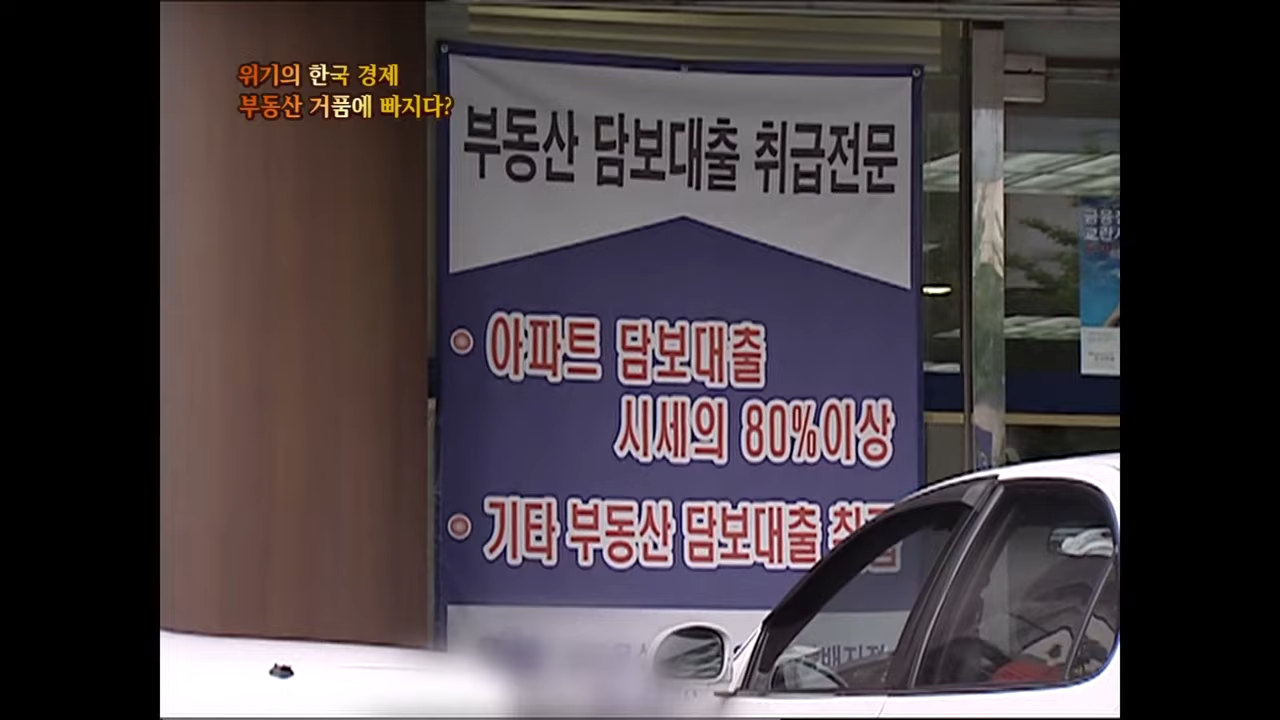 위기의 한국 경제
부동산 거품에 빠지다?
부동산 담보대출 취급전문
아파트 담보대출
시세의 80%이상
기타 부동산 담보대출 취급